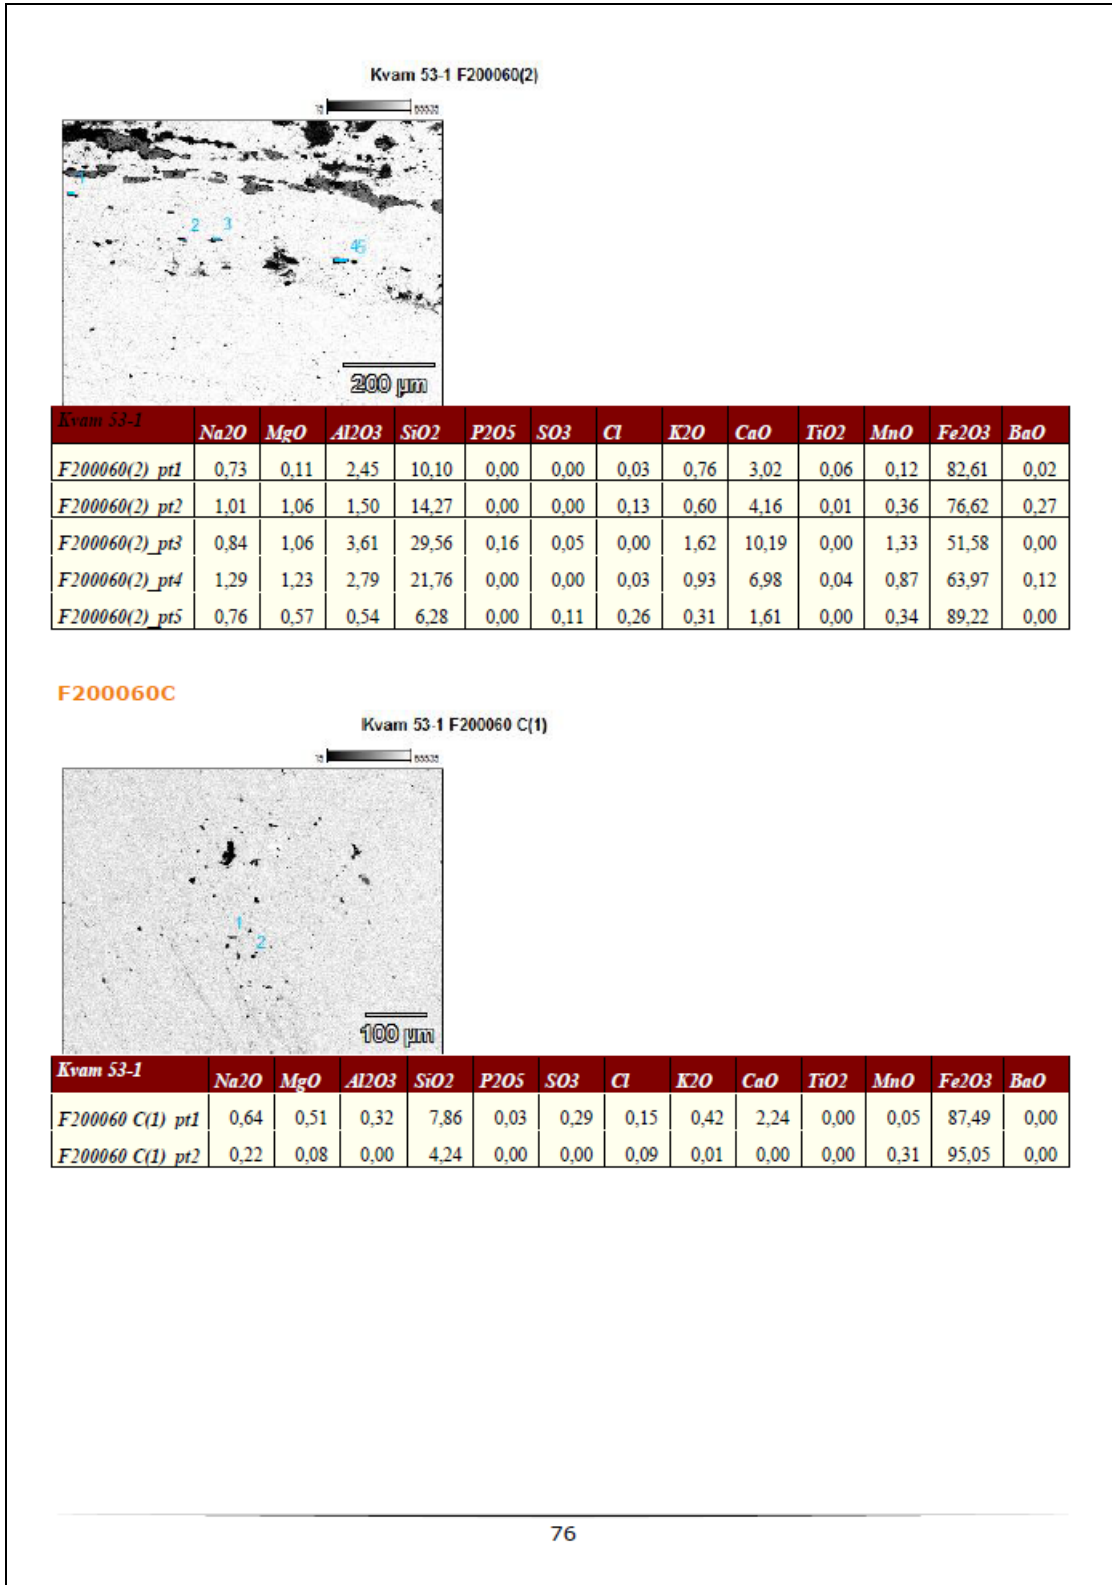 Kvam 53-1 F200060(2)
1
2 3
45
200 µm
Kvam 53-1 Na2O MgO Al2O3 SiO2 P2O5 SO3 Cl K2O CaO TiO2 MnO Fe2O3 BaO
F200060(2)_pt1 0,73 0,11 2,45 10,10 0,00 0,00 0,03 0,76 3,02 0,06 0,12 82,61 0,02
F200060(2)_pt2 1,01 1,06 1,50 14,27 0,00 0,00 0,13 0,60 4,16 0,01 0,36 76,62 0,27
F200060(2)_pt3 0,84 1,06 3,61 29,56 0,16 0,05 0,00 1,62 10,19 0,00 1,33 51,58 0,00
F200060(2)_pt4 1,29 1,23 2,79 21,76 0,00 0,00 0,03 0,93 6,98 0,04 0,87 63,97 0,12
F200060(2)_pt5 0,76 0,57 0,54 6,28 0,00 0,11 0,26 0,31 1,61 0,00 0,34 89,22 0,00
F200060C
Kvam 53-1 F200060 C(1)
1
2
100 µm
Kvam 53-1 Na2O MgO Al2O3 SiO2 P2O5 SO3 Cl K2O CaO TiO2 MnO Fe2O3 BaO
F200060 C(1)_pt1 0,64 0,51 0,32 7,86 0,03 0,29 0,15 0,42 2,24 0,00 0,05 87,49 0,00
F200060 C(1)_pt2 0,22 0,08 0,00 4,24 0,00 0,00 0,09 0,01 0,00 0,00 0,31 95,05 0,00
76